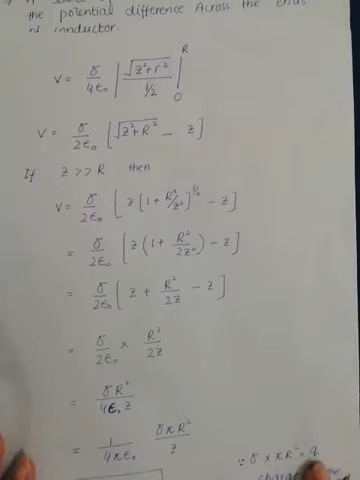 the potential difference Across the ends
of conductor.
V = σ/4ε₀ | √(z²+r²) / 1/2 |₀ᴿ
V = σ/2ε₀ [√(z²+R²) − z]
If z >> R then
V = σ/2ε₀ [z[1 + R²/z²]^1/2 − z]
= σ/2ε₀ [z(1 + R²/2z²) − z]
= σ/2ε₀ [z + R²/2z − z]
= σ/2ε₀ × R²/2z
= σR²/4ε₀z
= 1/4πε₀ σπR²/z
∵ σ × πR² = q